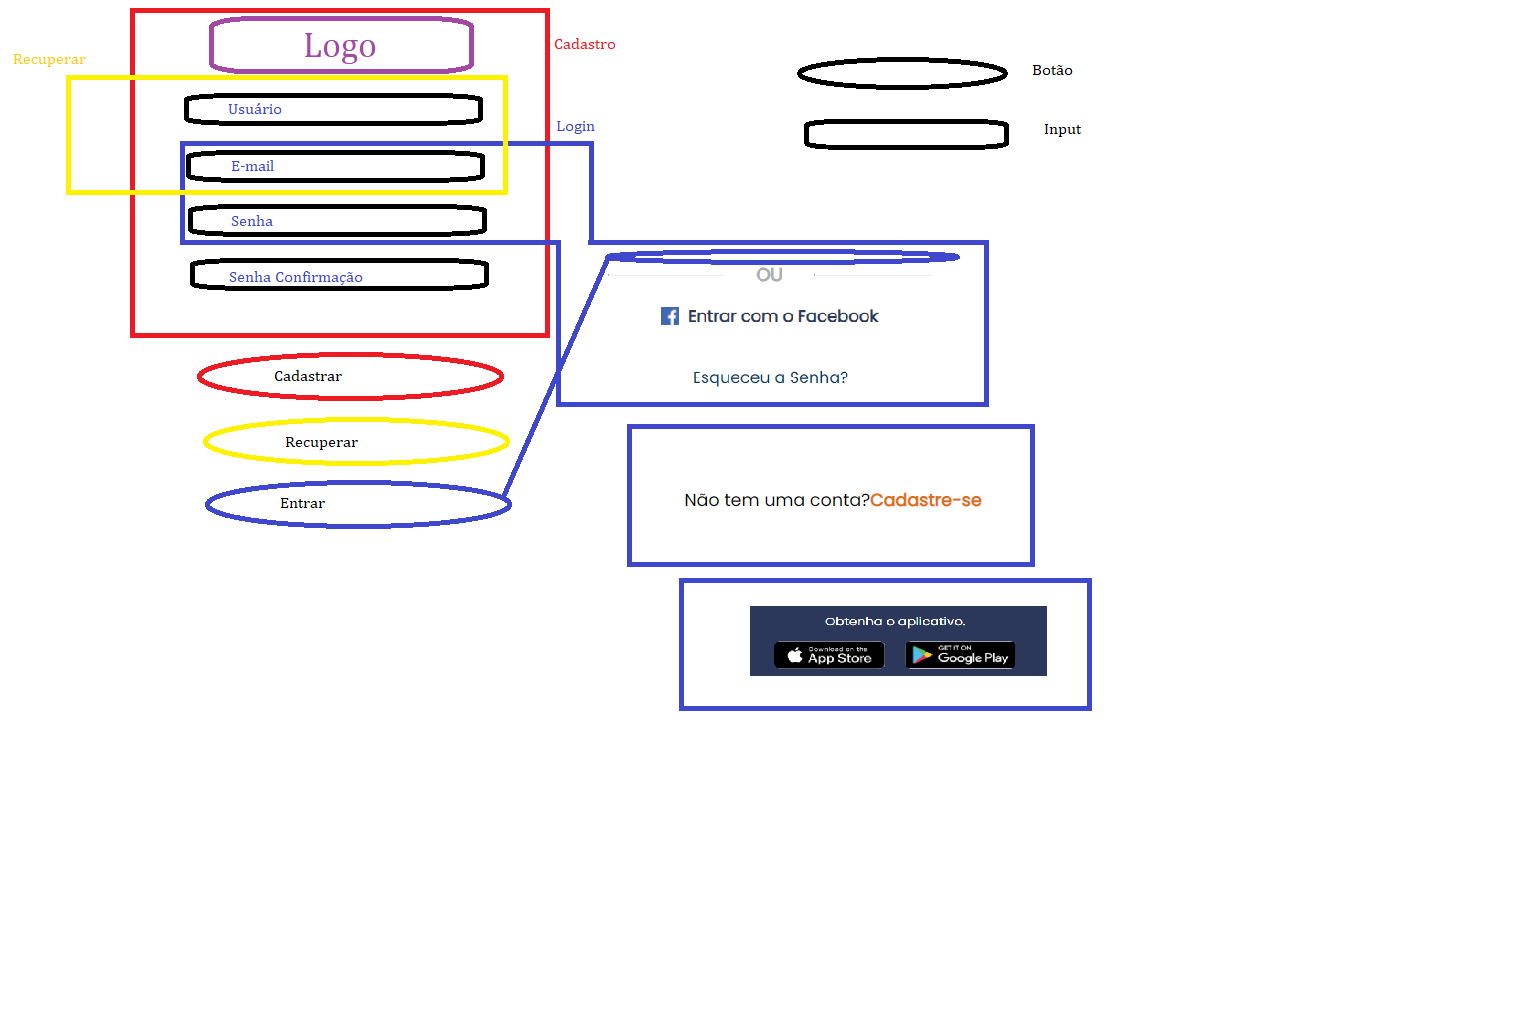 Logo
Cadastro
Recuperar
Botão
Usuário
Login
Input
E-mail
Senha
Senha Confirmação
OU
Entrar com o Facebook
Cadastrar
Esqueceu a Senha?
Recuperar
Entrar
Não tem uma conta?Cadastre-se
Obtenha o aplicativo.
Download on the
App Store
GET IT ON
Google Play